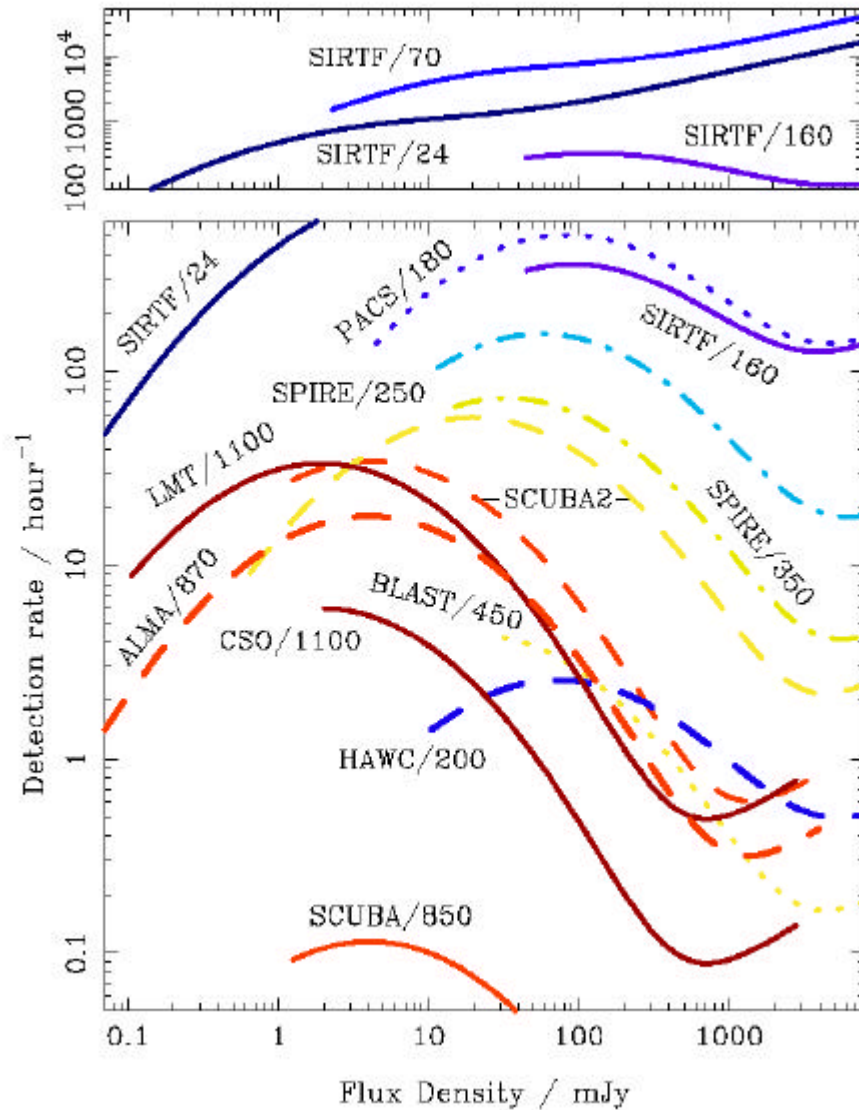 10⁴
1000
100
SIRTF/70
SIRTF/24
SIRTF/160
SIRTF/24
PACS/180
SIRTF/160
SPIRE/250
LMT/1100
-SCUBA2-
SPIRE/350
ALMA/870
BLAST/450
CSO/1100
HAWC/200
SCUBA/850
100
10
1
0.1
Detection rate / hour⁻¹
0.1 1 10 100 1000
Flux Density / mJy